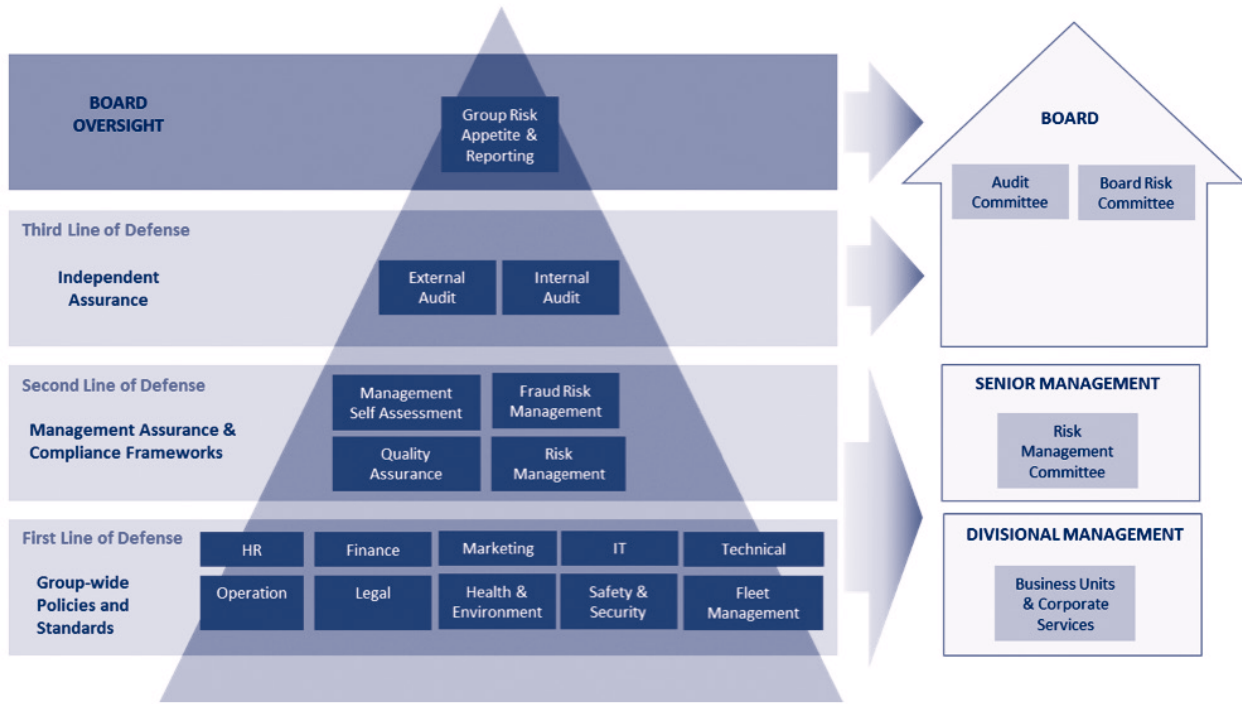 BOARD
OVERSIGHT
Group Risk
Appetite &
Reporting
BOARD
Audit
Committee
Board Risk
Committee
Third Line of Defense
Independent
Assurance
External
Audit
Internal
Audit
Second Line of Defense
Management Assurance &
Compliance Frameworks
Management
Self Assessment
Fraud Risk
Management
Quality
Assurance
Risk
Management
SENIOR MANAGEMENT
Risk
Management
Committee
First Line of Defense
Group-wide
Policies and
Standards
HR
Finance
Marketing
IT
Technical
Operation
Legal
Health &
Environment
Safety &
Security
Fleet
Management
DIVISIONAL MANAGEMENT
Business Units
& Corporate
Services